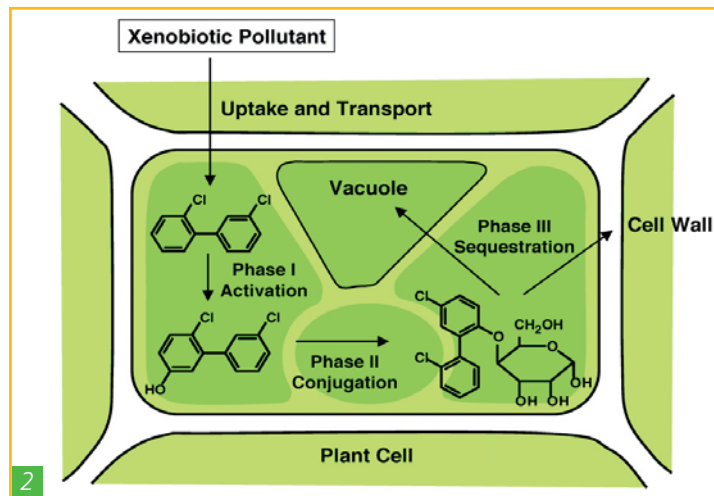 Xenobiotic Pollutant
Uptake and Transport
Vacuole
Cl
Cl
Phase III
Sequestration
Cell Wall
Phase I
Activation
Cl
Cl
HO
Phase II
Conjugation
Cl
O
Cl
CH2OH
O
OH
OH
OH
OH
Plant Cell
2